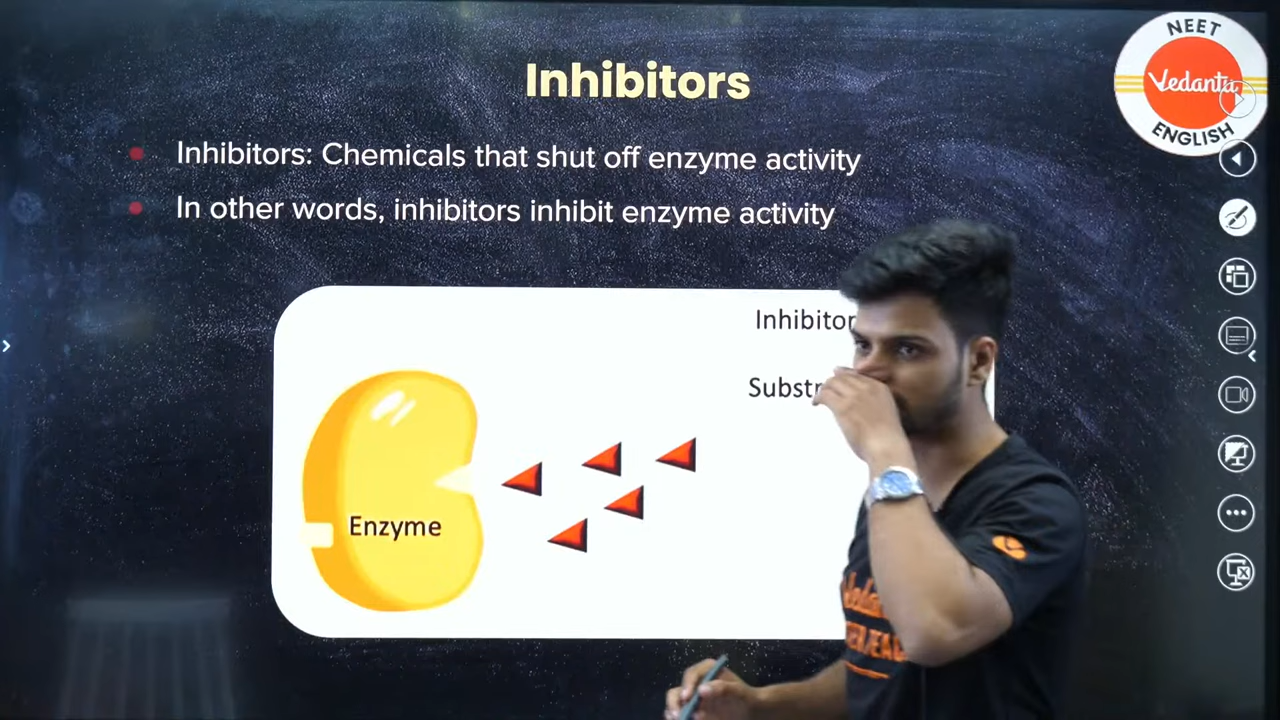 NEET
Vedantu
ENGLISH
Inhibitors
Inhibitors: Chemicals that shut off enzyme activity
In other words, inhibitors inhibit enzyme activity
Enzyme